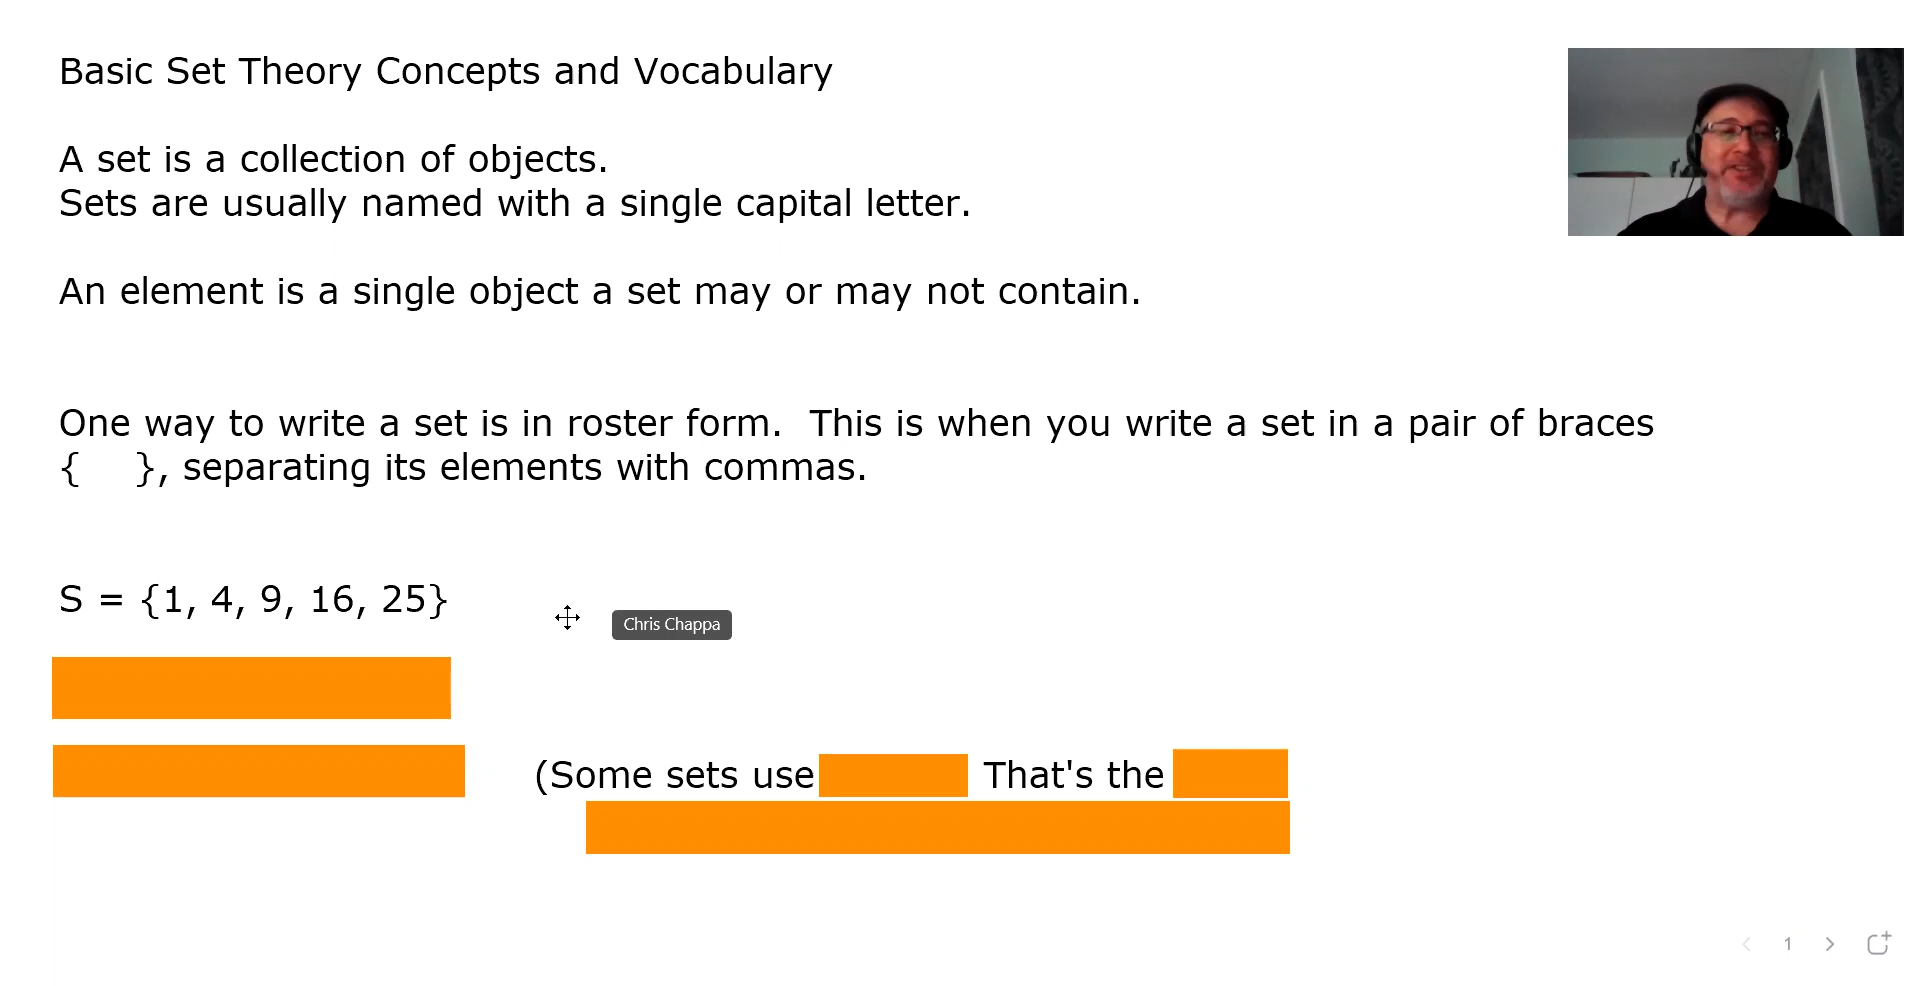 Basic Set Theory Concepts and Vocabulary
A set is a collection of objects.
Sets are usually named with a single capital letter.
An element is a single object a set may or may not contain.
One way to write a set is in roster form.  This is when you write a set in a pair of braces
{   }, separating its elements with commas.
S = {1, 4, 9, 16, 25}
Chris Chappa
(Some sets use That's the
1